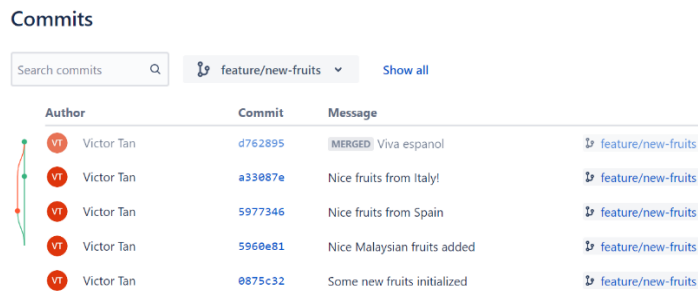 Commits
Search commits feature/new-fruits Show all
Author Commit Message
VT Victor Tan d762895 MERGED Viva espanol feature/new-fruits
VT Victor Tan a33087e Nice fruits from Italy! feature/new-fruits
VT Victor Tan 5977346 Nice fruits from Spain feature/new-fruits
VT Victor Tan 5960e81 Nice Malaysian fruits added feature/new-fruits
VT Victor Tan 0875c32 Some new fruits initialized feature/new-fruits